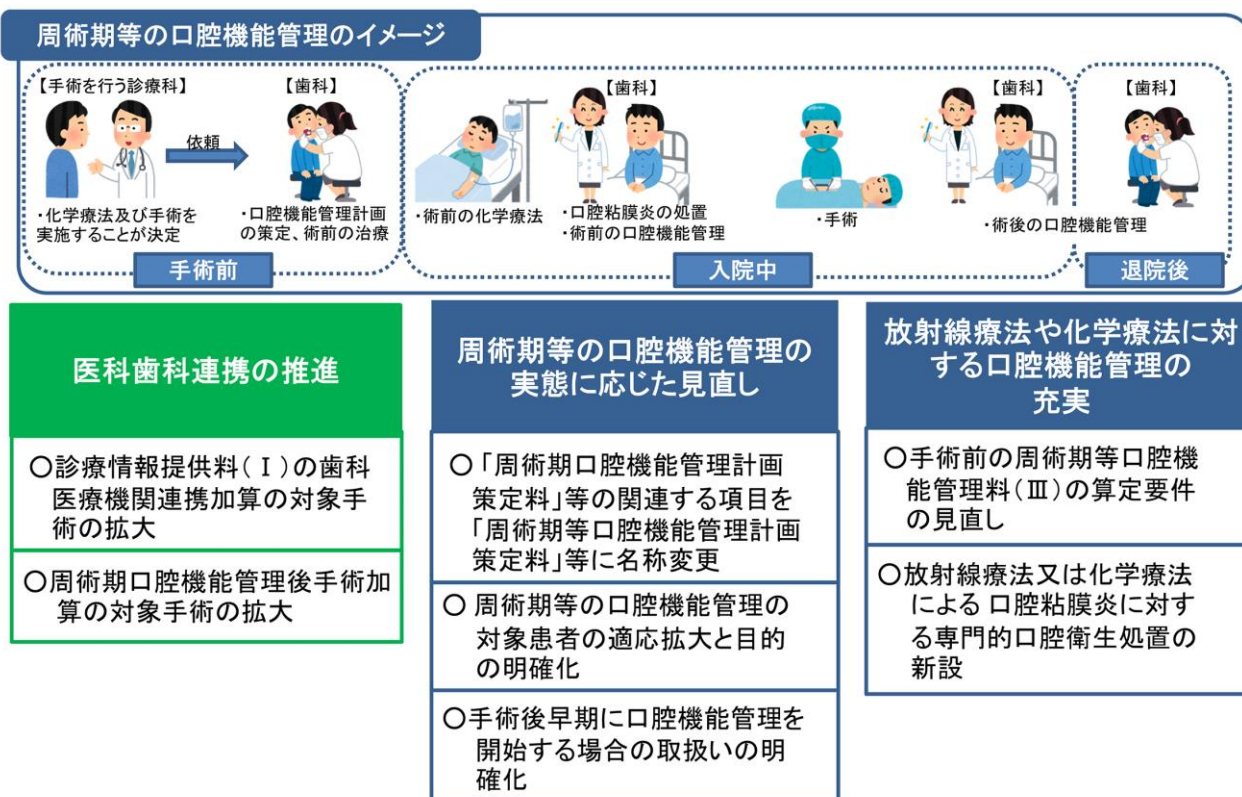 周術期等の口腔機能管理のイメージ
【手術を行う診療科】
依頼
・化学療法及び手術を
実施することが決定
【歯科】
・口腔機能管理計画
の策定、術前の治療
手術前
・術前の化学療法
【歯科】
・口腔粘膜炎の処置
・術前の口腔機能管理
・手術
【歯科】
・術後の口腔機能管理
入院中
【歯科】
退院後
医科歯科連携の推進
○診療情報提供料(Ⅰ)の歯科
医療機関連携加算の対象手
術の拡大
○周術期口腔機能管理後手術加
算の対象手術の拡大
周術期等の口腔機能管理の
実態に応じた見直し
○「周術期口腔機能管理計画
策定料」等の関連する項目を
「周術期等口腔機能管理計画
策定料」等に名称変更
○ 周術期等の口腔機能管理の
対象患者の適応拡大と目的
の明確化
○手術後早期に口腔機能管理を
開始する場合の取扱いの明
確化
放射線療法や化学療法に対
する口腔機能管理の
充実
○手術前の周術期等口腔機
能管理料(Ⅲ)の算定要件
の見直し
○放射線療法又は化学療法
による 口腔粘膜炎に対す
る専門的口腔衛生処置の
新設